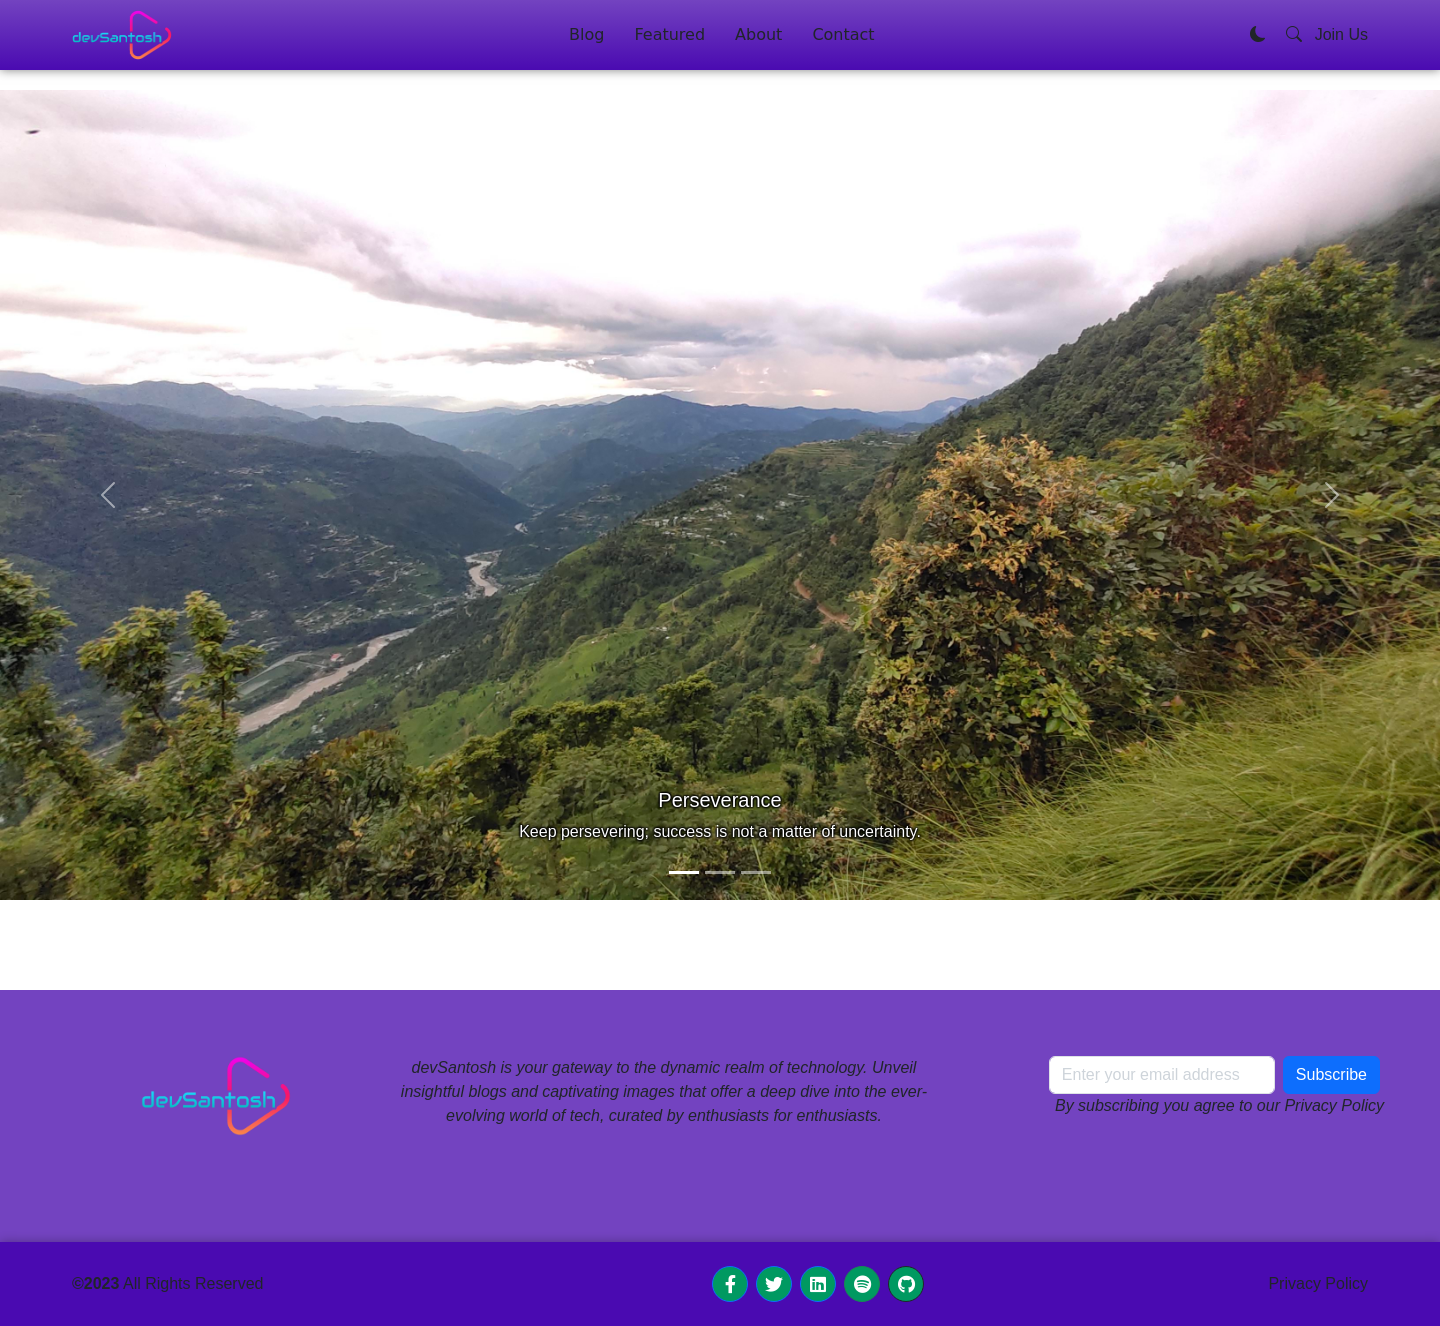 devSantosh
Blog Featured About Contact
Join Us
Perseverance
Keep persevering; success is not a matter of uncertainty.
devSantosh
devSantosh is your gateway to the dynamic realm of technology. Unveil
insightful blogs and captivating images that offer a deep dive into the ever-
evolving world of tech, curated by enthusiasts for enthusiasts.
Enter your email address Subscribe
By subscribing you agree to our Privacy Policy
©2023 All Rights Reserved
Privacy Policy